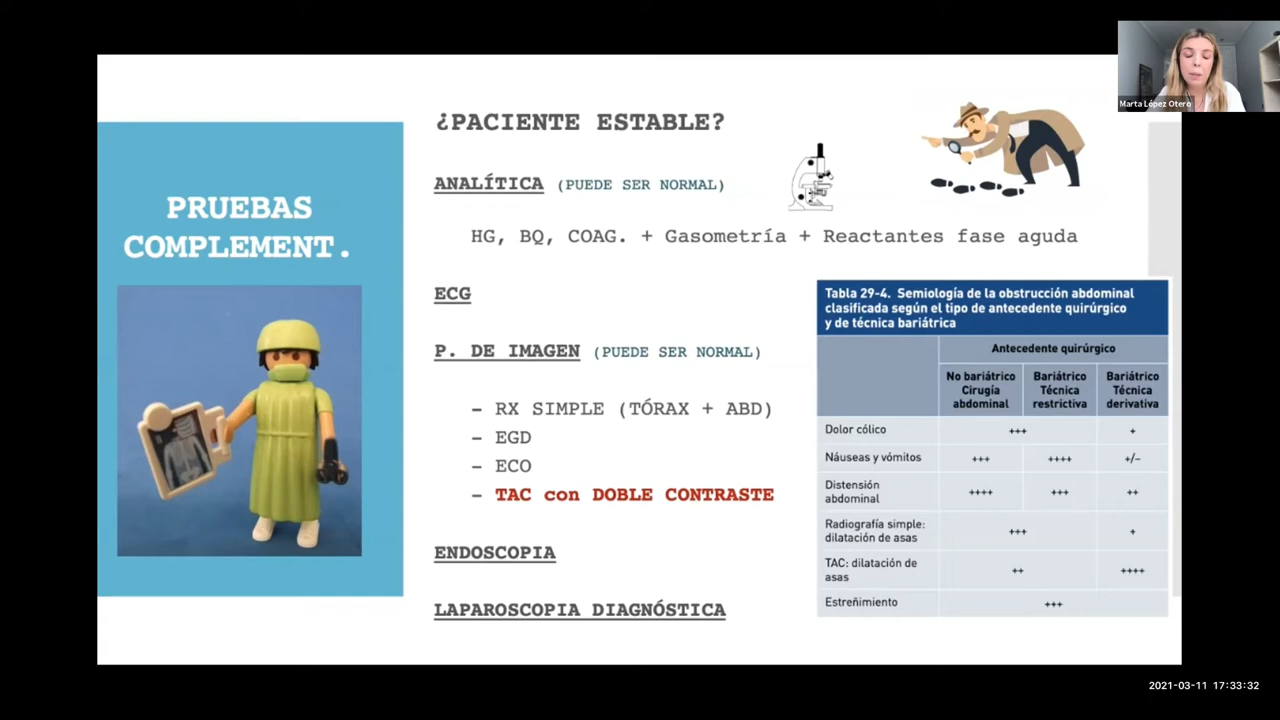 Marta López Otero
PRUEBAS
COMPLEMENT.
¿PACIENTE ESTABLE?
ANALÍTICA (PUEDE SER NORMAL)
HG, BQ, COAG. + Gasometría + Reactantes fase aguda
ECG
P. DE IMAGEN (PUEDE SER NORMAL)
– RX SIMPLE (TÓRAX + ABD)
– EGD
– ECO
– TAC con DOBLE CONTRASTE
ENDOSCOPIA
LAPAROSCOPIA DIAGNÓSTICA
Tabla 29-4. Semiología de la obstrucción abdominal
clasificada según el tipo de antecedente quirúrgico
y de técnica bariátrica
Antecedente quirúrgico
No bariátrico Bariátrico Bariátrico
Cirugía Técnica Técnica
abdominal restrictiva derivativa
Dolor cólico +++ +
Náuseas y vómitos +++ ++++ +/–
Distensión
abdominal ++++ +++ ++
Radiografía simple:
dilatación de asas +++ +
TAC: dilatación de
asas ++ ++++
Estreñimiento +++
2021-03-11 17:33:32